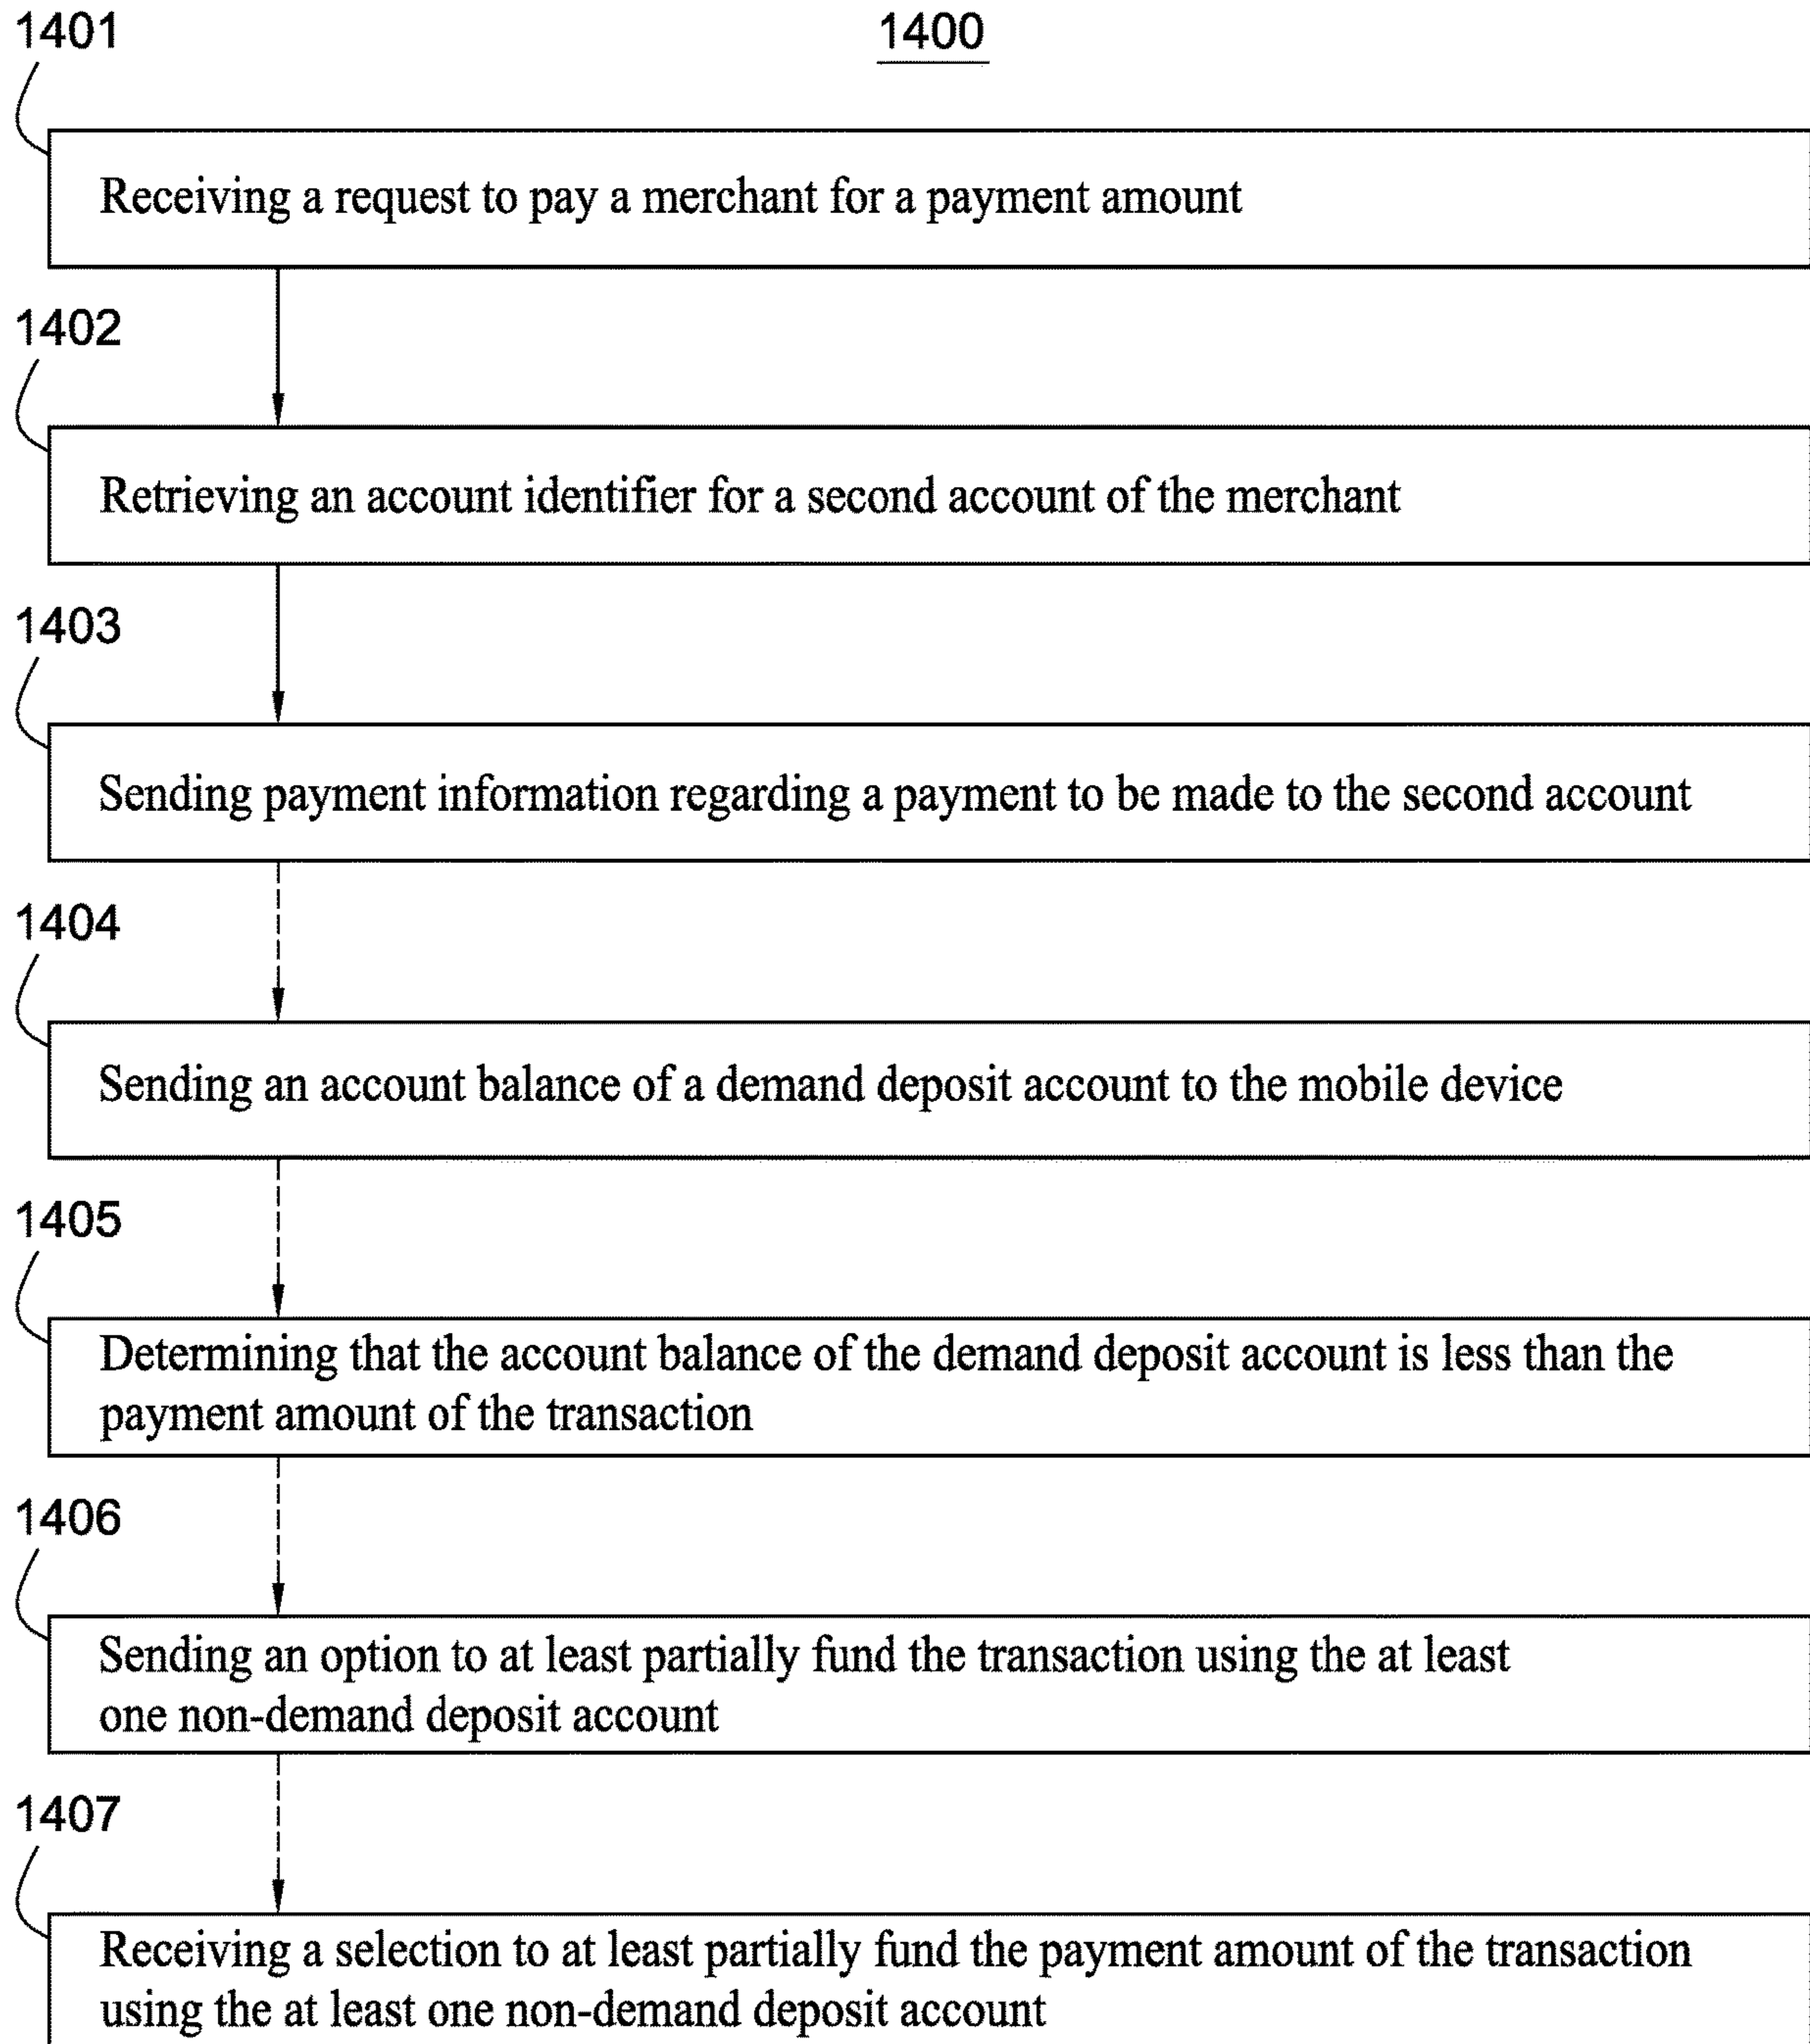 1401
1400
Receiving a request to pay a merchant for a payment amount
1402
Retrieving an account identifier for a second account of the merchant
1403
Sending payment information regarding a payment to be made to the second account
1404
Sending an account balance of a demand deposit account to the mobile device
1405
Determining that the account balance of the demand deposit account is less than the
payment amount of the transaction
1406
Sending an option to at least partially fund the transaction using the at least
one non-demand deposit account
1407
Receiving a selection to at least partially fund the payment amount of the transaction
using the at least one non-demand deposit account